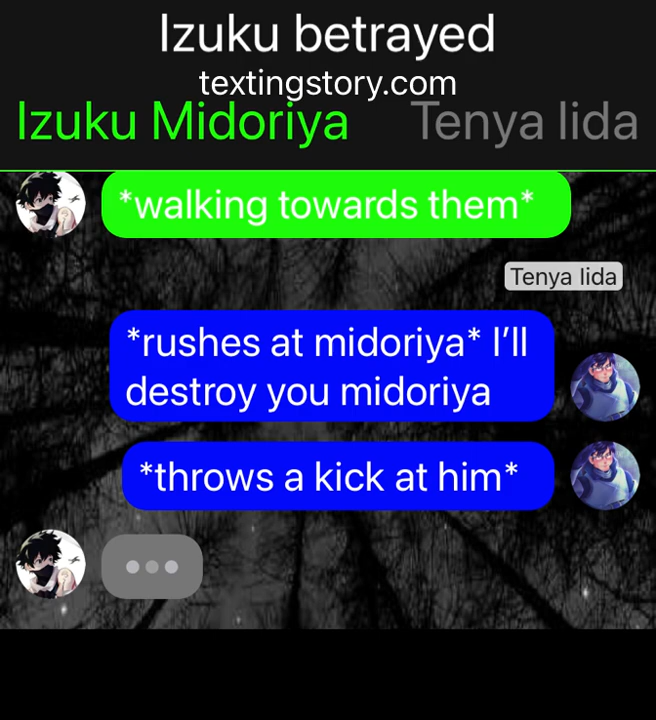 Izuku betrayed
textingstory.com
Izuku Midoriya Tenya Iida
*walking towards them*
Tenya Iida
*rushes at midoriya* I’ll
destroy you midoriya
*throws a kick at him*